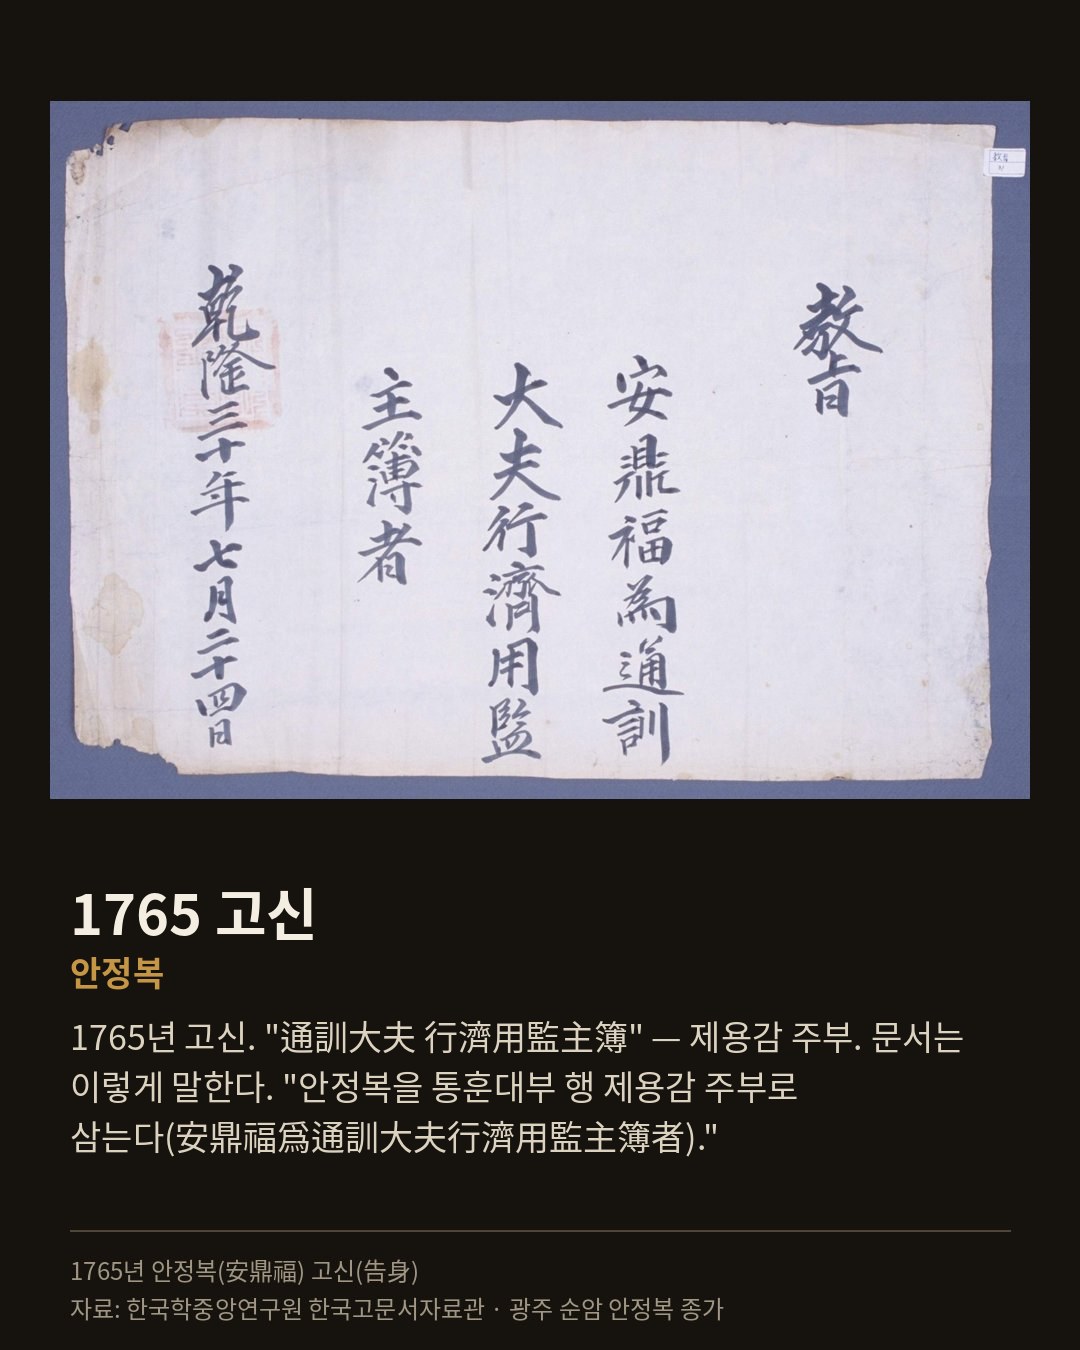 教旨
安鼎福為通訓
大夫行濟用監
主簿者
乾隆三十年七月二十四日
1765 고신
안정복
1765년 고신. "通訓大夫 行濟用監主簿" — 제용감 주부. 문서는
이렇게 말한다. "안정복을 통훈대부 행 제용감 주부로
삼는다(安鼎福爲通訓大夫行濟用監主簿者)."
1765년 안정복(安鼎福) 고신(告身)
자료: 한국학중앙연구원 한국고문서자료관 · 광주 순암 안정복 종가